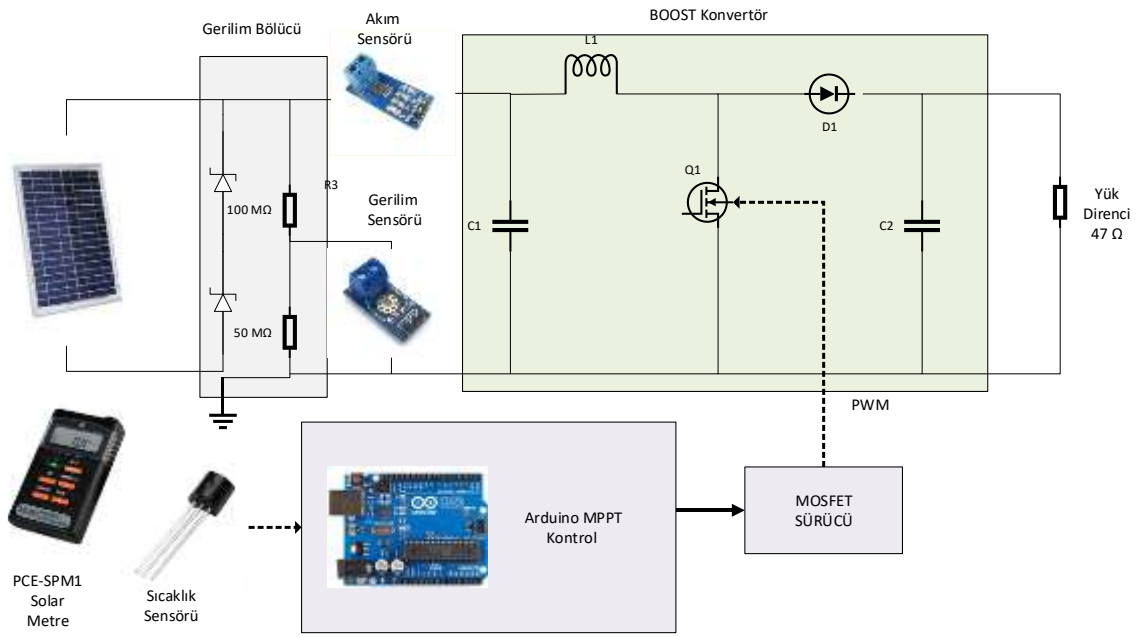 BOOST Konvertör
Gerilim Bölücü
Akım
Sensörü
L1
D1
Q1
R3
100 MΩ
Gerilim
Sensörü
C1
C2
Yük
Direnci
47 Ω
50 MΩ
PWM
Arduino MPPT
Kontrol
MOSFET
SÜRÜCÜ
PCE-SPM1
Solar
Metre
Sıcaklık
Sensörü